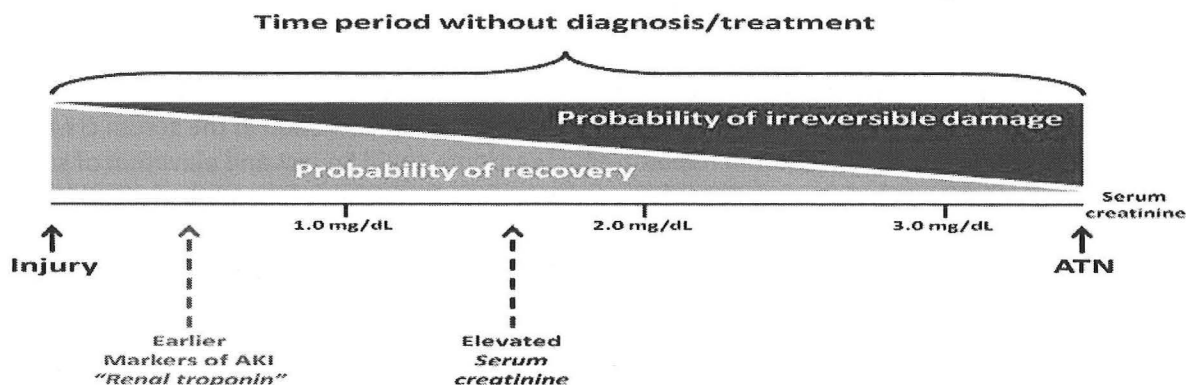 Time period without diagnosis/treatment
Probability of irreversible damage
Probability of recovery
Serum
creatinine
1.0 mg/dL
2.0 mg/dL
3.0 mg/dL
Injury
ATN
Earlier
Markers of AKI
"Renal troponin"
Elevated
Serum
creatinine